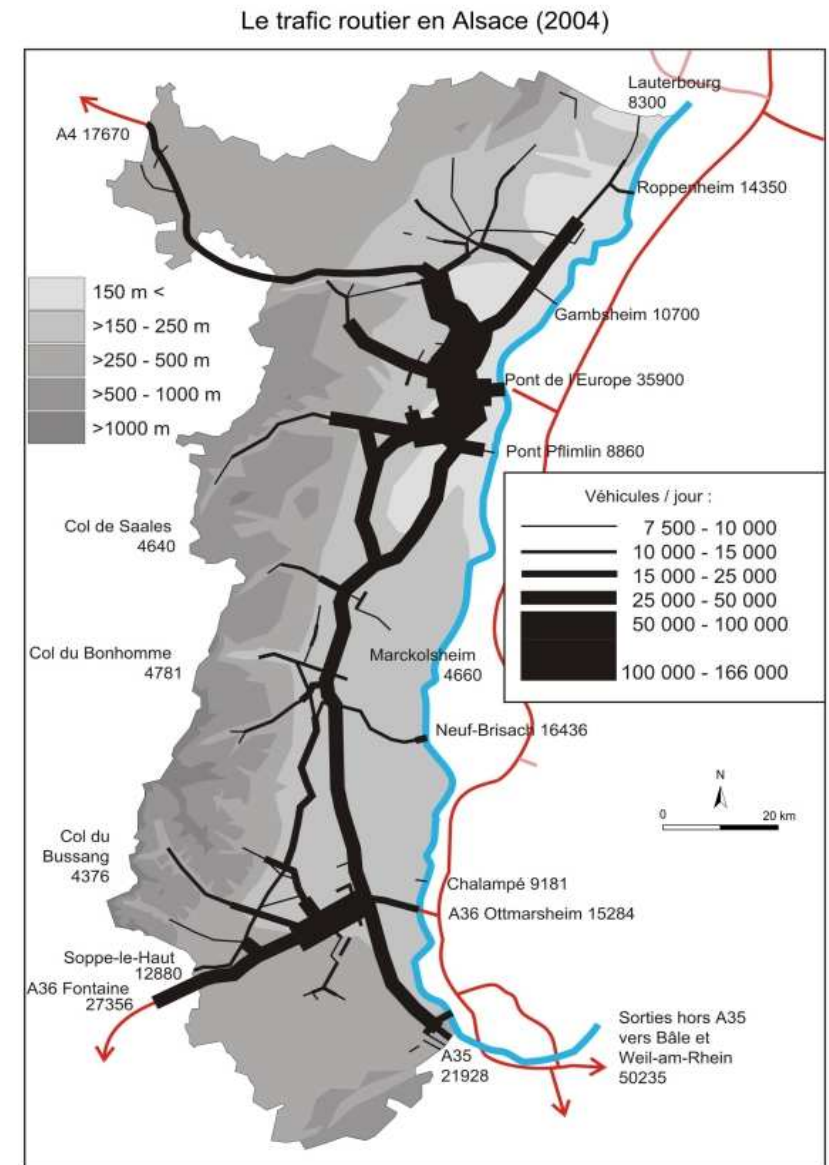 Le trafic routier en Alsace (2004)
Lauterbourg
8300
A4 17670
Roppenheim 14350
150 m <
>150 - 250 m
>250 - 500 m
>500 - 1000 m
>1000 m
Gambsheim 10700
Pont de l'Europe 35900
Pont Pflimlin 8860
Véhicules / jour :
7 500 - 10 000
10 000 - 15 000
15 000 - 25 000
25 000 - 50 000
50 000 - 100 000
100 000 - 166 000
Col de Saales
4640
Col du Bonhomme
4781
Marckolsheim
4660
Neuf-Brisach 16436
N
0 20 km
Col du
Bussang
4376
Chalampé 9181
A36 Ottmarsheim 15284
Soppe-le-Haut
12880
A36 Fontaine
27356
A35
21928
Sorties hors A35
vers Bâle et
Weil-am-Rhein
50235